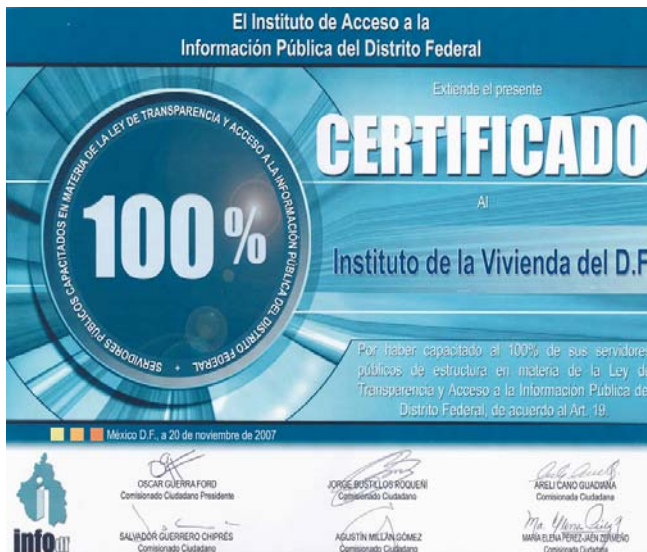 El Instituto de Acceso a la
Información Pública del Distrito Federal
Extiende el presente
CERTIFICADO
Al
Instituto de la Vivienda del D.F
100%
SERVIDORES PÚBLICOS CAPACITADOS EN MATERIA DE LA LEY DE TRANSPARENCIA Y ACCESO A LA INFORMACIÓN PÚBLICA DEL DISTRITO FEDERAL
Por haber capacitado al 100% de sus servidores
públicos de estructura en materia de la Ley de
Transparencia y Acceso a la Información Pública de
Distrito Federal, de acuerdo al Art. 19.
México D.F., a 20 de noviembre de 2007
OSCAR GUERRA FORD
Comisionado Ciudadano Presidente
JORGE BUSTILLOS ROQUEÑI
Comisionado Ciudadano
ARELI CANO GUADIANA
Comisionada Ciudadana
SALVADOR GUERRERO CHIPRÉS
Comisionado Ciudadano
AGUSTÍN MILLÁN GÓMEZ
Comisionado Ciudadano
MARÍA ELENA PÉREZ-JAÉN ZERMEÑO
Comisionada Ciudadana
info